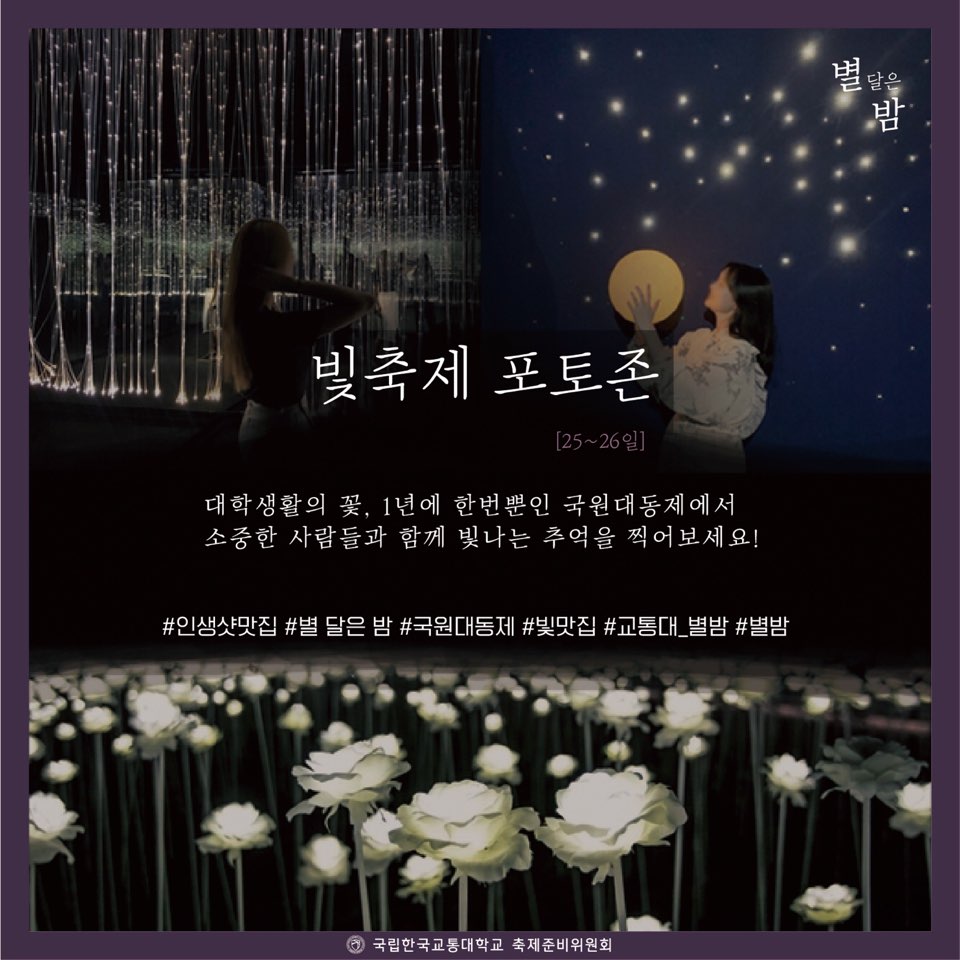 별 달은
밤
빛축제 포토존
[25~26일]
대학생활의 꽃, 1년에 한번뿐인 국원대동제에서
소중한 사람들과 함께 빛나는 추억을 찍어보세요!
#인생샷맛집 #별 달은 밤 #국원대동제 #빛맛집 #교통대_별밤 #별밤
국립한국교통대학교 축제준비위원회